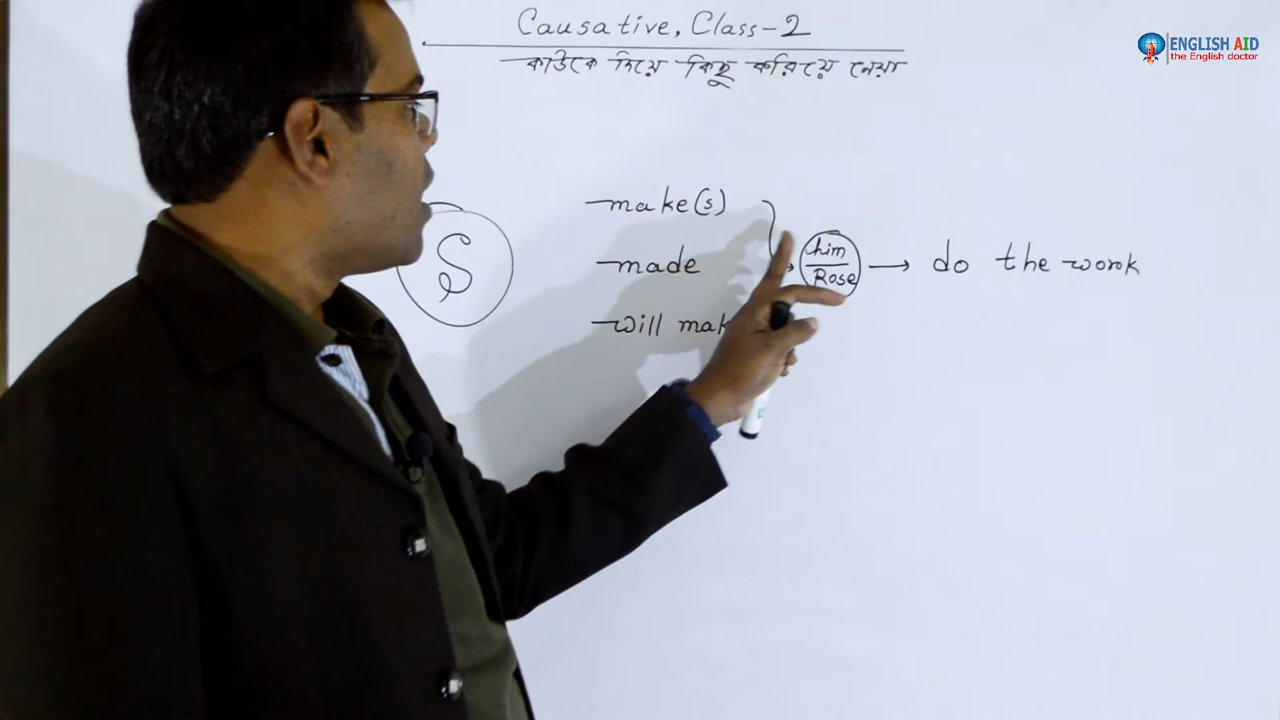 Causative, Class-2
কাউকে দিয়ে কিছু করিয়ে নেয়া
ENGLISH AID
the English doctor
make(s)
S
made
him
Rose
→ do the work
will mak